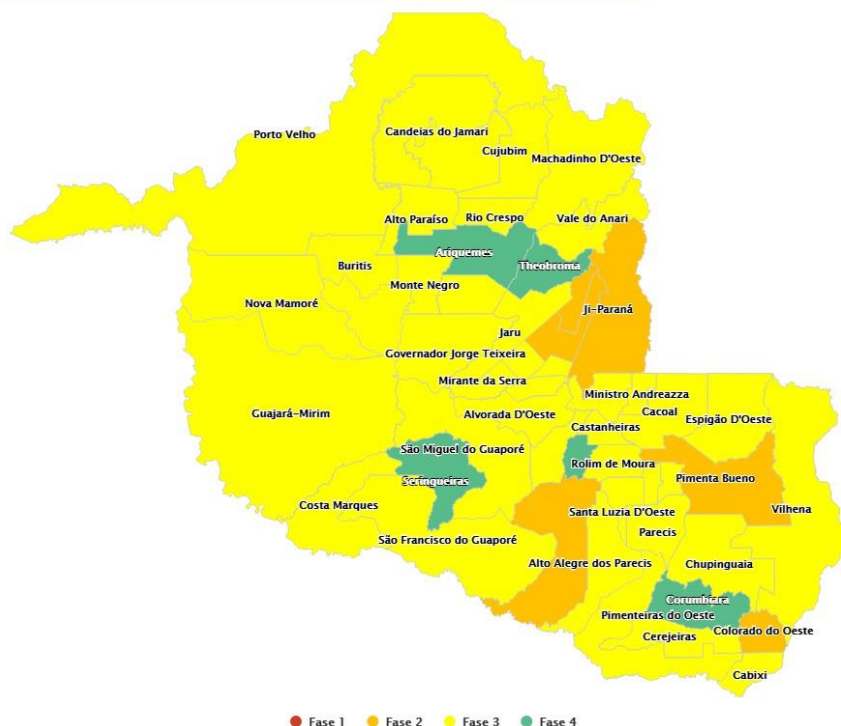 Porto Velho
Candeias do Jamari
Cujubim
Machadinho D'Oeste
Alto Paraíso
Rio Crespo
Vale do Anari
Ariquemes
Theobroma
Buritis
Monte Negro
Nova Mamoré
Ji-Paraná
Jaru
Governador Jorge Teixeira
Mirante da Serra
Ministro Andreazza
Cacoal
Espigão D'Oeste
Guajará-Mirim
Alvorada D'Oeste
Castanheiras
São Miguel do Guaporé
Rolim de Moura
Seringueiras
Pimenta Bueno
Costa Marques
Santa Luzia D'Oeste
Vilhena
Parecis
São Francisco do Guaporé
Alto Alegre dos Parecis
Chupinguaia
Corumbiara
Pimenteiras do Oeste
Colorado do Oeste
Cerejeiras
Cabixi
Fase 1 Fase 2 Fase 3 Fase 4